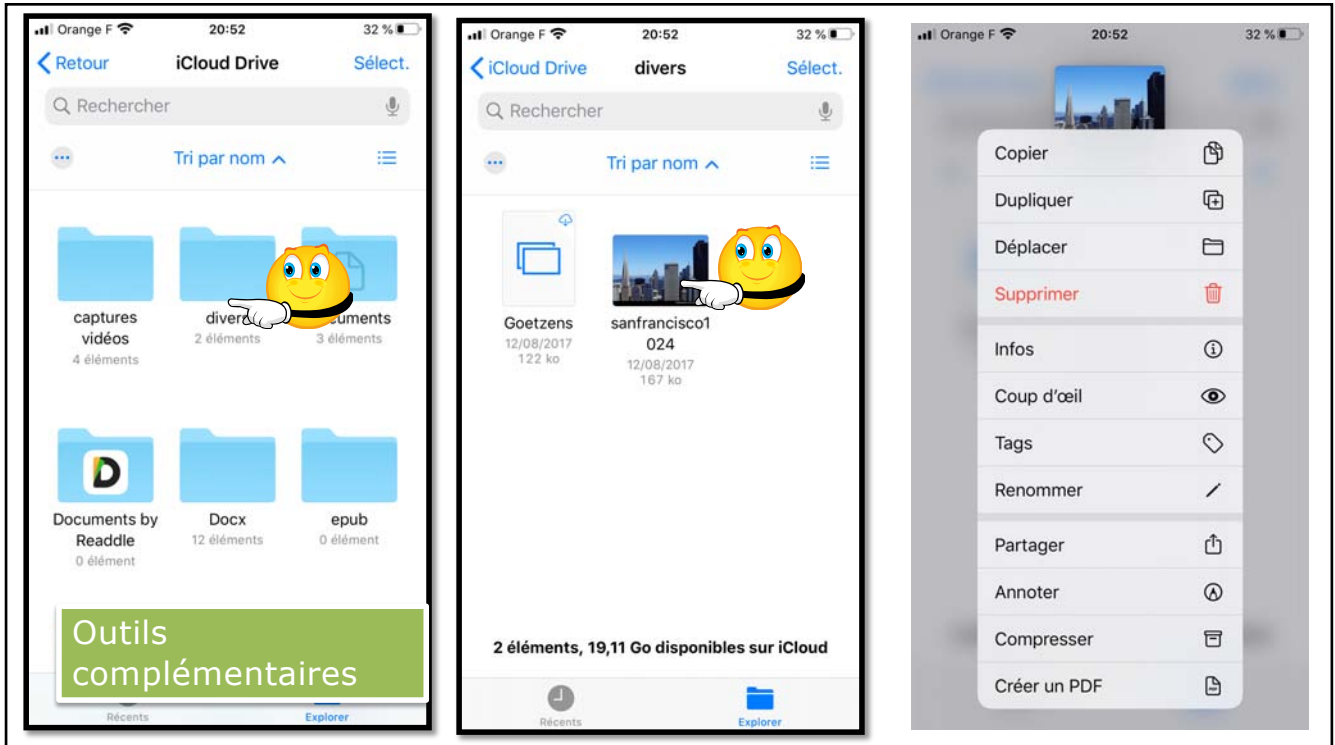 Orange F 20:52 32 %
Retour iCloud Drive Sélect.
Rechercher
Tri par nom
captures
vidéos
4 éléments
divers
2 éléments
uments
3 éléments
Documents by
Readdle
0 élément
Docx
12 éléments
epub
0 élément
Outils
complémentaires
Récents
Explorer
Orange F 20:52 32 %
iCloud Drive divers Sélect.
Rechercher
Tri par nom
Goetzens
12/08/2017
122 ko
sanfrancisco1
024
12/08/2017
167 ko
2 éléments, 19,11 Go disponibles sur iCloud
Récents
Explorer
Orange F 20:52 32 %
Copier
Dupliquer
Déplacer
Supprimer
Infos
Coup d'œil
Tags
Renommer
Partager
Annoter
Compresser
Créer un PDF